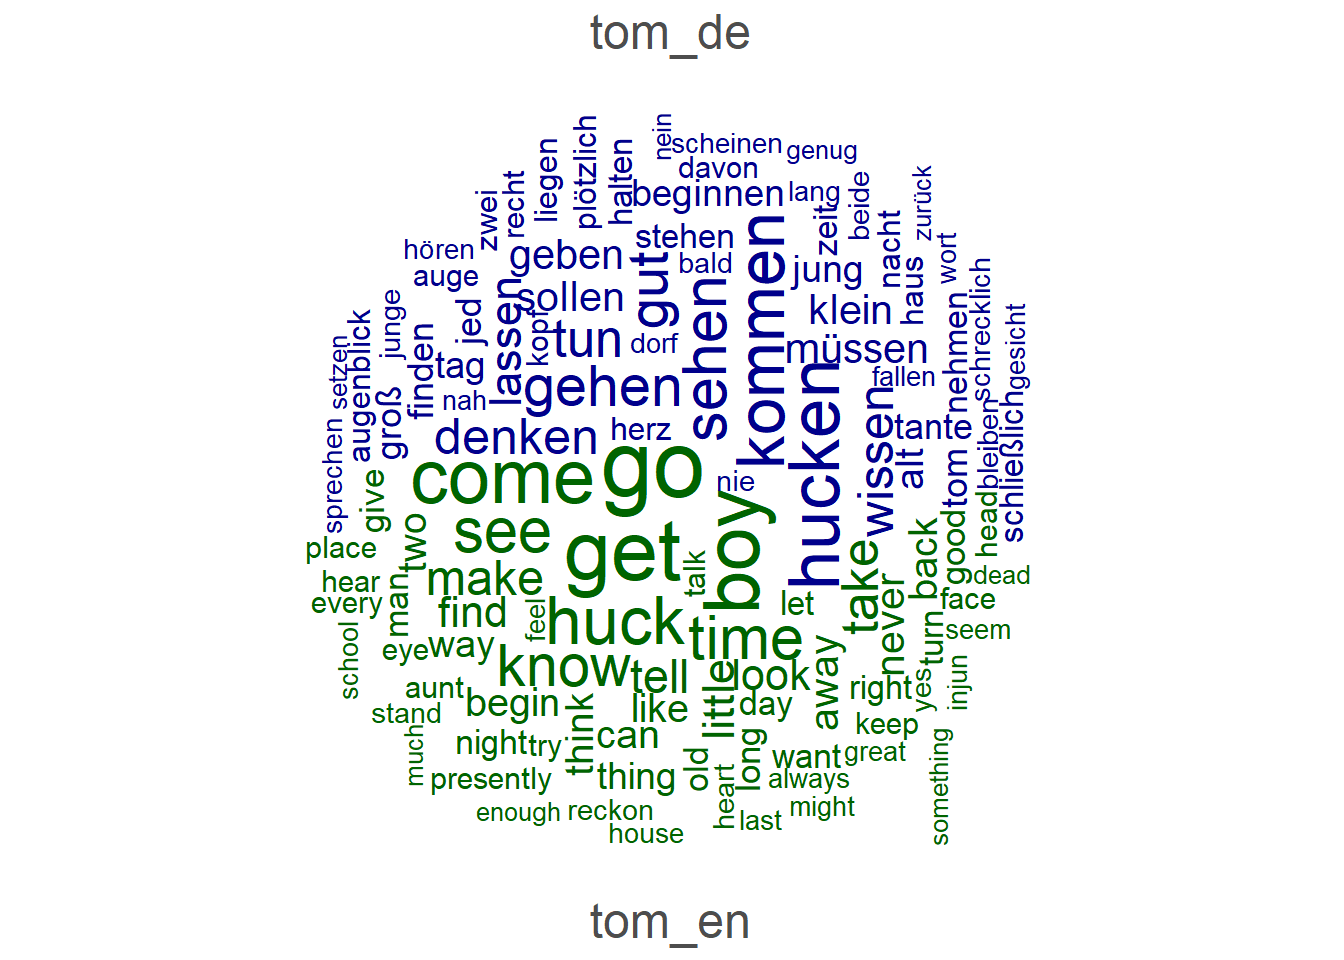 tom_de
nein
scheinen
genug
plötzlich
halten
liegen
davon
recht
zwei
beginnen
lang
beide
zurück
zeit
nacht
wort
hören
stehen
geben
auge
gut
bald
kommen
jung
haus
schrecklich
gesicht
sollen
lassen
jed
junge
kopf
sehen
klein
nehmen
setzen
augenblick
finden
tun
dorf
müssen
tag
gehen
fallen
nah
groß
denken
herz
hucken
wissen
tante
alt
tom
bleiben
schließlich
sprechen
nie
come
go
give
see
two
get
boy
back
good
head
place
talk
take
hear
make
dead
every
man
find
feel
huck
let
never
face
school
eye
way
time
turn
seem
know
tell
little
look
away
right
yes
injun
aunt
begin
like
day
stand
think
can
keep
much
night
try
old
long
want
great
something
presently
thing
heart
always
enough
reckon
last
might
house
tom_en